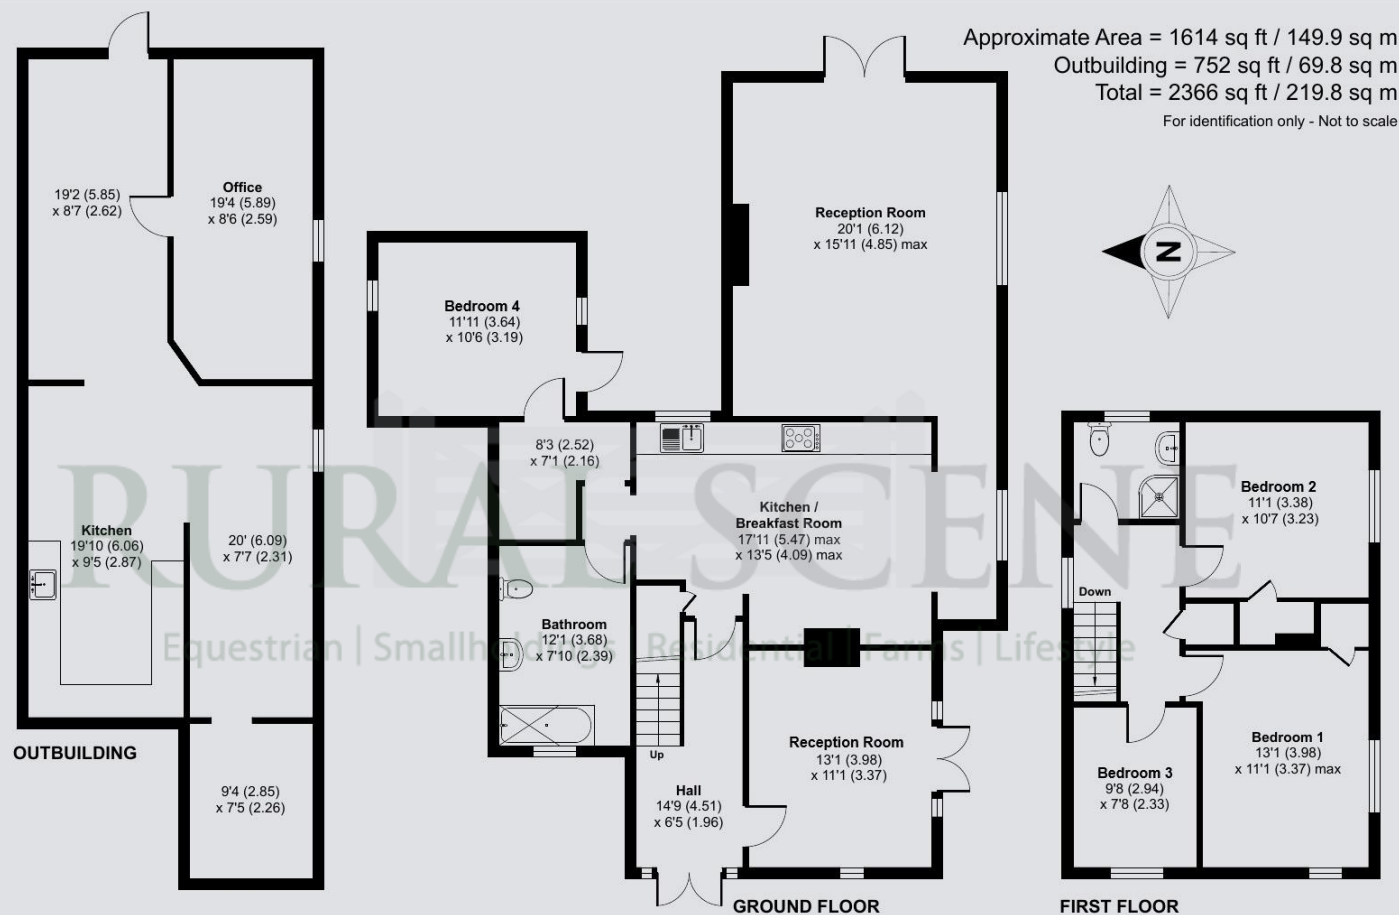 Approximate Area = 1614 sq ft / 149.9 sq m
Outbuilding = 752 sq ft / 69.8 sq m
Total = 2366 sq ft / 219.8 sq m
For identification only - Not to scale
N
19'2 (5.85)
x 8'7 (2.62)
Office
19'4 (5.89)
x 8'6 (2.59)
Kitchen
19'10 (6.06)
x 9'5 (2.87)
20' (6.09)
x 7'7 (2.31)
9'4 (2.85)
x 7'5 (2.26)
OUTBUILDING
Reception Room
20'1 (6.12)
x 15'11 (4.85) max
Bedroom 4
11'11 (3.64)
x 10'6 (3.19)
8'3 (2.52)
x 7'1 (2.16)
Kitchen /
Breakfast Room
17'11 (5.47) max
x 13'5 (4.09) max
Bathroom
12'1 (3.68)
x 7'10 (2.39)
Up
Hall
14'9 (4.51)
x 6'5 (1.96)
Reception Room
13'1 (3.98)
x 11'1 (3.37)
GROUND FLOOR
Bedroom 2
11'1 (3.38)
x 10'7 (3.23)
Down
Bedroom 1
13'1 (3.98)
x 11'1 (3.37) max
Bedroom 3
9'8 (2.94)
x 7'8 (2.33)
FIRST FLOOR
RURAL SCENE
Equestrian | Smallholdings | Residential | Farms | Lifestyle